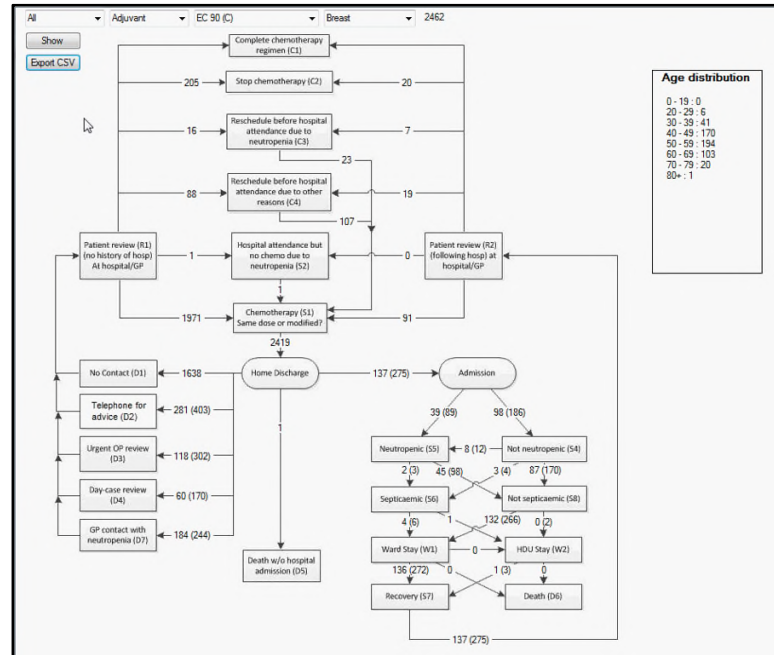 All
Adjuvant
EC 90 (C)
Breast
2462
Show
Export CSV
Complete chemotherapy
regimen (C1)
205
Stop chemotherapy (C2)
20
16
Reschedule before hospital
attendance due to
neutropenia (C3)
7
23
88
Reschedule before hospital
attendance due to other
reasons (C4)
19
107
Patient review (R1)
(no history of hosp)
At hospital/GP
1
Hospital attendance but
no chemo due to
neutropenia (S2)
0
Patient review (R2)
(following hosp) at
hospital/GP
1
1971
Chemotherapy (S1)
Same dose or modified?
91
2419
No Contact (D1)
1638
Home Discharge
137 (275)
Admission
Telephone for
advice (D2)
281 (403)
1
39 (89)
98 (186)
Urgent OP review
(D3)
118 (302)
Neutropenic (S5)
8 (12)
Not neutropenic (S4)
2 (3)
45 (98)
3 (4)
87 (170)
Day-case review
(D4)
60 (170)
Septicaemic (S6)
Not septicaemic (S8)
4 (6)
1
132 (266)
0 (2)
GP contact with
neutropenia (D7)
184 (244)
Death w/o hospital
admission (D5)
Ward Stay (W1)
0
HDU Stay (W2)
136 (272)
0
1 (3)
0
Recovery (S7)
Death (D6)
137 (275)
Age distribution
0 - 19 : 0
20 - 29 : 6
30 - 39 : 41
40 - 49 : 170
50 - 59 : 194
60 - 69 : 103
70 - 79 : 20
80+ : 1